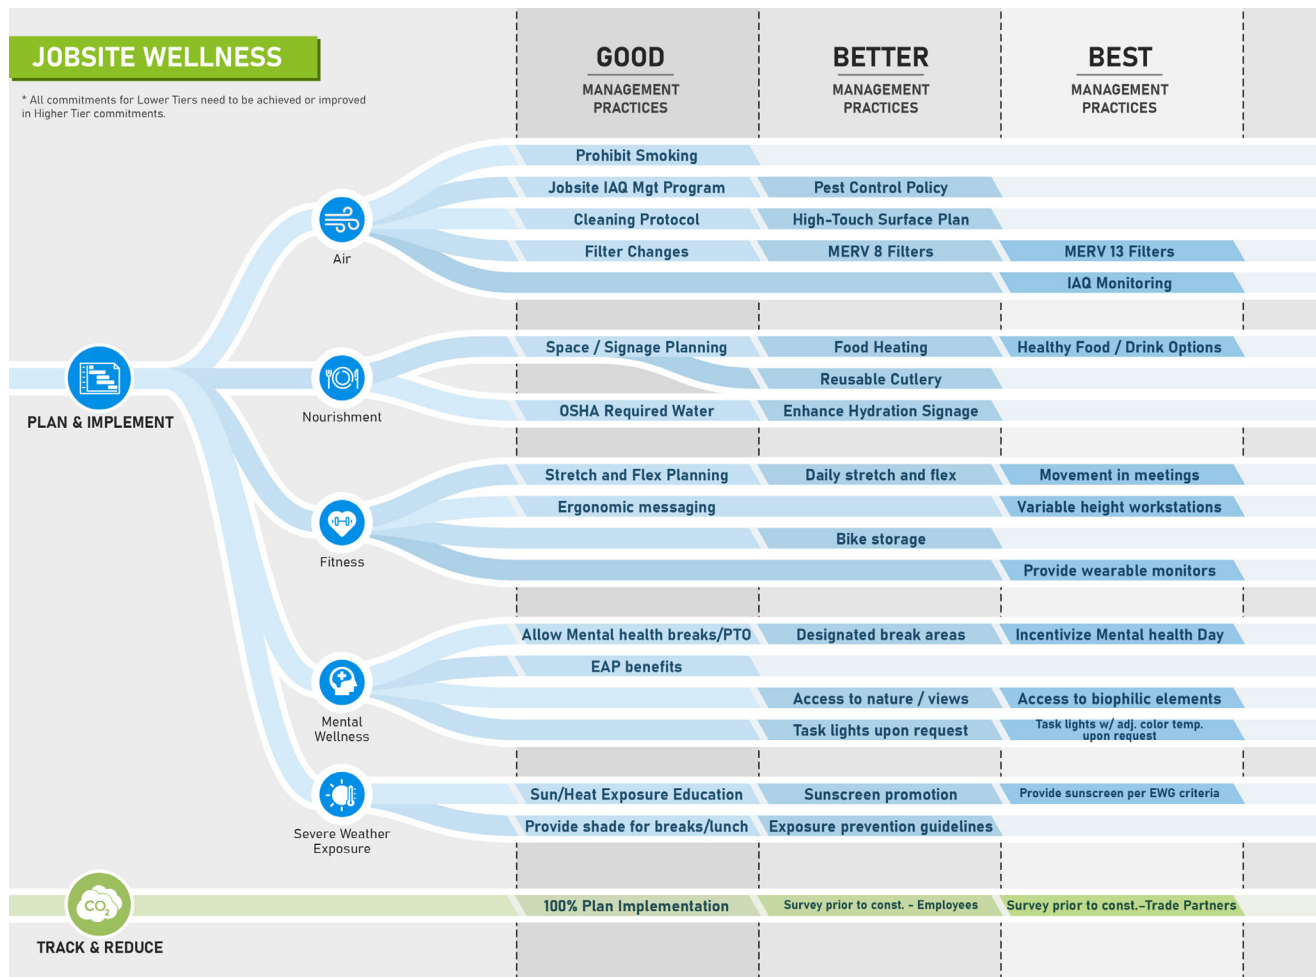 JOBSITE WELLNESS
* All commitments for Lower Tiers need to be achieved or improved
in Higher Tier commitments.
GOOD
MANAGEMENT
PRACTICES
BETTER
MANAGEMENT
PRACTICES
BEST
MANAGEMENT
PRACTICES
PLAN & IMPLEMENT
Air
Prohibit Smoking
Jobsite IAQ Mgt Program
Pest Control Policy
Cleaning Protocol
High-Touch Surface Plan
Filter Changes
MERV 8 Filters
MERV 13 Filters
IAQ Monitoring
Nourishment
Space / Signage Planning
Food Heating
Healthy Food / Drink Options
Reusable Cutlery
OSHA Required Water
Enhance Hydration Signage
Fitness
Stretch and Flex Planning
Daily stretch and flex
Movement in meetings
Ergonomic messaging
Variable height workstations
Bike storage
Provide wearable monitors
Mental
Wellness
Allow Mental health breaks/PTO
Designated break areas
Incentivize Mental health Day
EAP benefits
Access to nature / views
Access to biophilic elements
Task lights upon request
Task lights w/ adj. color temp.
upon request
Severe Weather
Exposure
Sun/Heat Exposure Education
Sunscreen promotion
Provide sunscreen per EWG criteria
Provide shade for breaks/lunch
Exposure prevention guidelines
CO2
TRACK & REDUCE
100% Plan Implementation
Survey prior to const. - Employees
Survey prior to const.-Trade Partners